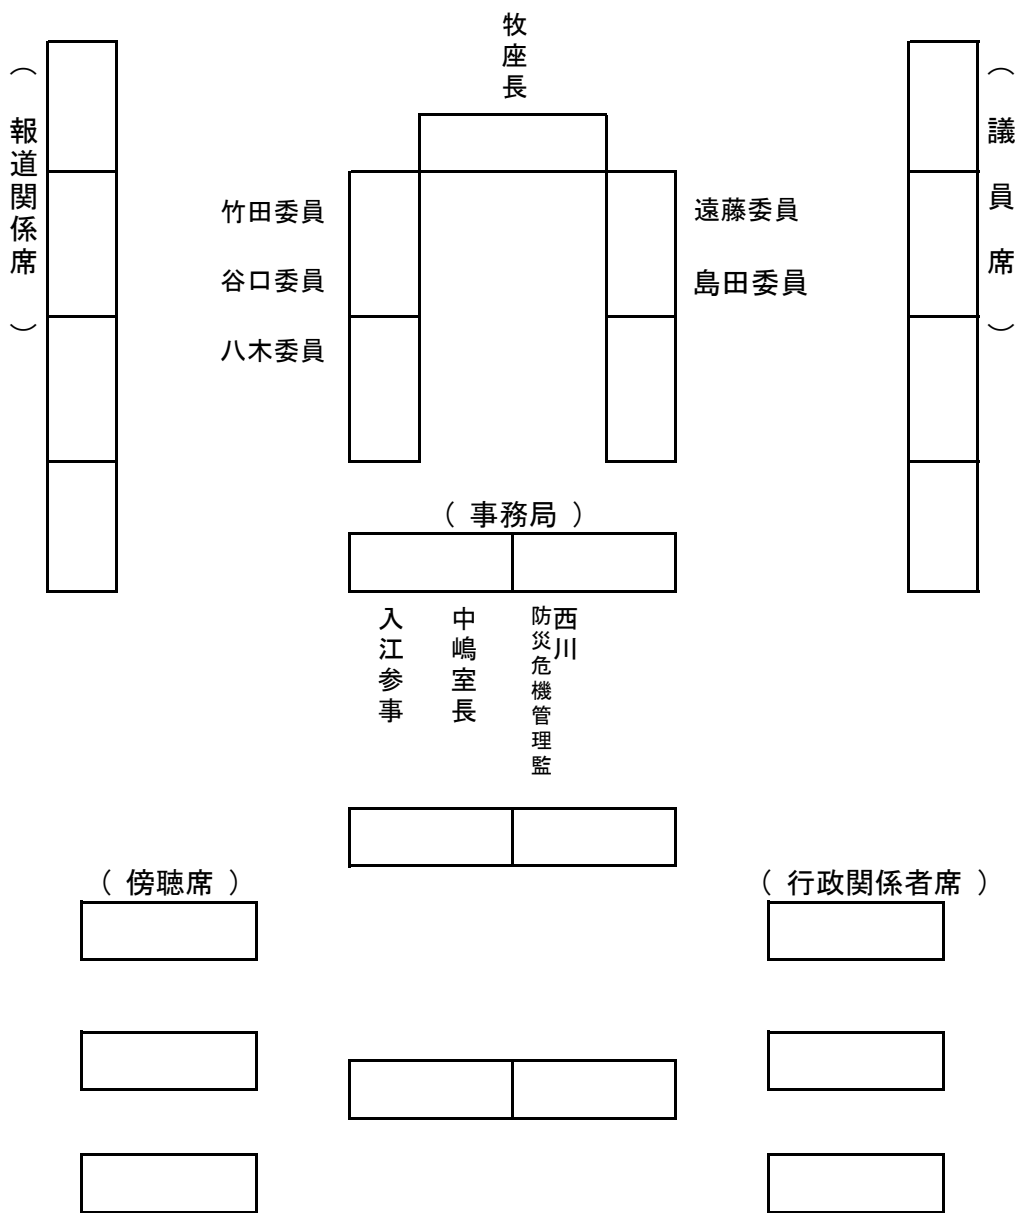 牧座長
（報道関係席）
（議員席）
竹田委員
遠藤委員
谷口委員
島田委員
八木委員
（ 事務局 ）
入江参事
中嶋室長
西川
防災危機管理監
（ 傍聴席 ）
（ 行政関係者席 ）